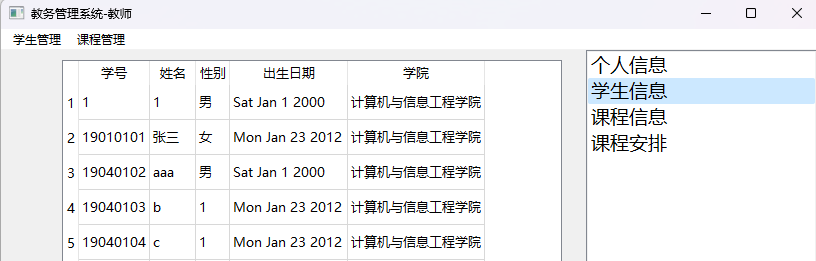 教务管理系统-教师
学生管理 课程管理
学号 姓名 性别 出生日期 学院
1 1 1 男 Sat Jan 1 2000 计算机与信息工程学院
2 19010101 张三 女 Mon Jan 23 2012 计算机与信息工程学院
3 19040102 aaa 男 Sat Jan 1 2000 计算机与信息工程学院
4 19040103 b 1 Mon Jan 23 2012 计算机与信息工程学院
5 19040104 c 1 Mon Jan 23 2012 计算机与信息工程学院
个人信息
学生信息
课程信息
课程安排